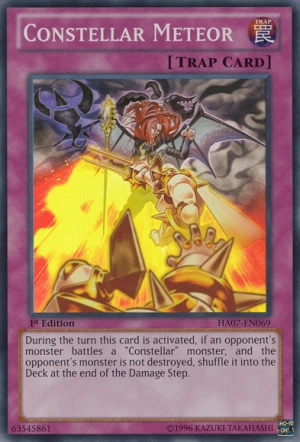 CONSTELLAR METEOR
TRAP
罠
[TRAP CARD]
1st Edition
HA07-EN069
During the turn this card is activated, if an opponent's
monster battles a "Constellar" monster, and the
opponent's monster is not destroyed, shuffle it into the
Deck at the end of the Damage Step.
63545861
©1996 KAZUKI TAKAHASHI